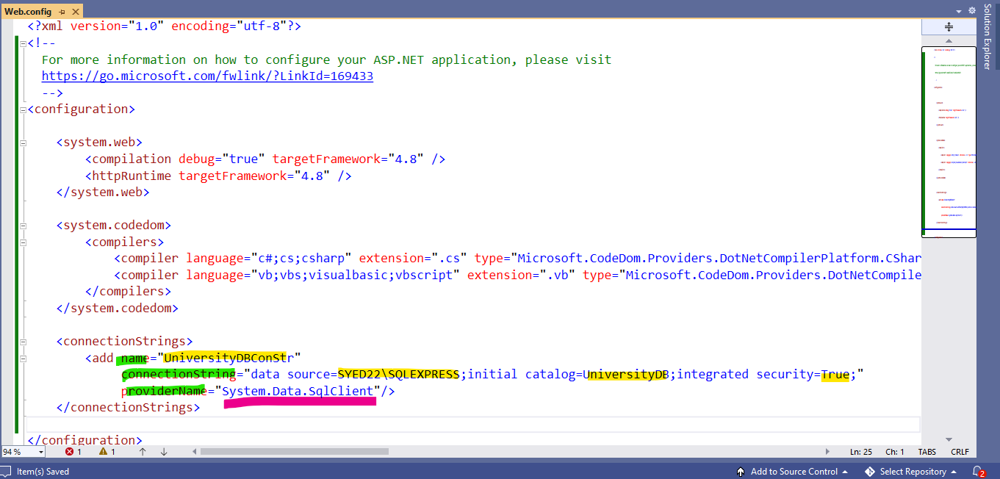 Web.config
Solution Explorer
<?xml version="1.0" encoding="utf-8"?>
<!--
For more information on how to configure your ASP.NET application, please visit
https://go.microsoft.com/fwlink/?LinkId=169433
-->
<configuration>
<system.web>
<compilation debug="true" targetFramework="4.8" />
<httpRuntime targetFramework="4.8" />
</system.web>
<system.codedom>
<compilers>
<compiler language="c#;cs;csharp" extension=".cs" type="Microsoft.CodeDom.Providers.DotNetCompilerPlatform.CShar
<compiler language="vb;vbs;visualbasic;vbscript" extension=".vb" type="Microsoft.CodeDom.Providers.DotNetCompile
</compilers>
</system.codedom>
<connectionStrings>
<add name="UniversityDBConStr"
connectionString="data source=SYED22\SQLEXPRESS;initial catalog=UniversityDB;integrated security=True;"
providerName="System.Data.SqlClient"/>
</connectionStrings>
</configuration>
94 % 1 1 Ln: 25 Ch: 1 TABS CRLF
Item(s) Saved Add to Source Control Select Repository 2